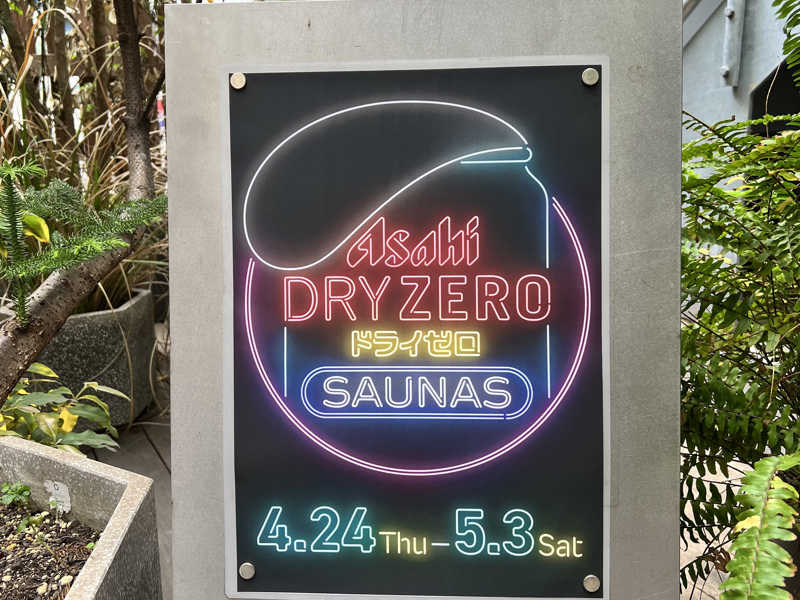 Asahi
DRY ZERO
ドライゼロ
SAUNAS
4.24 Thu – 5.3 Sat